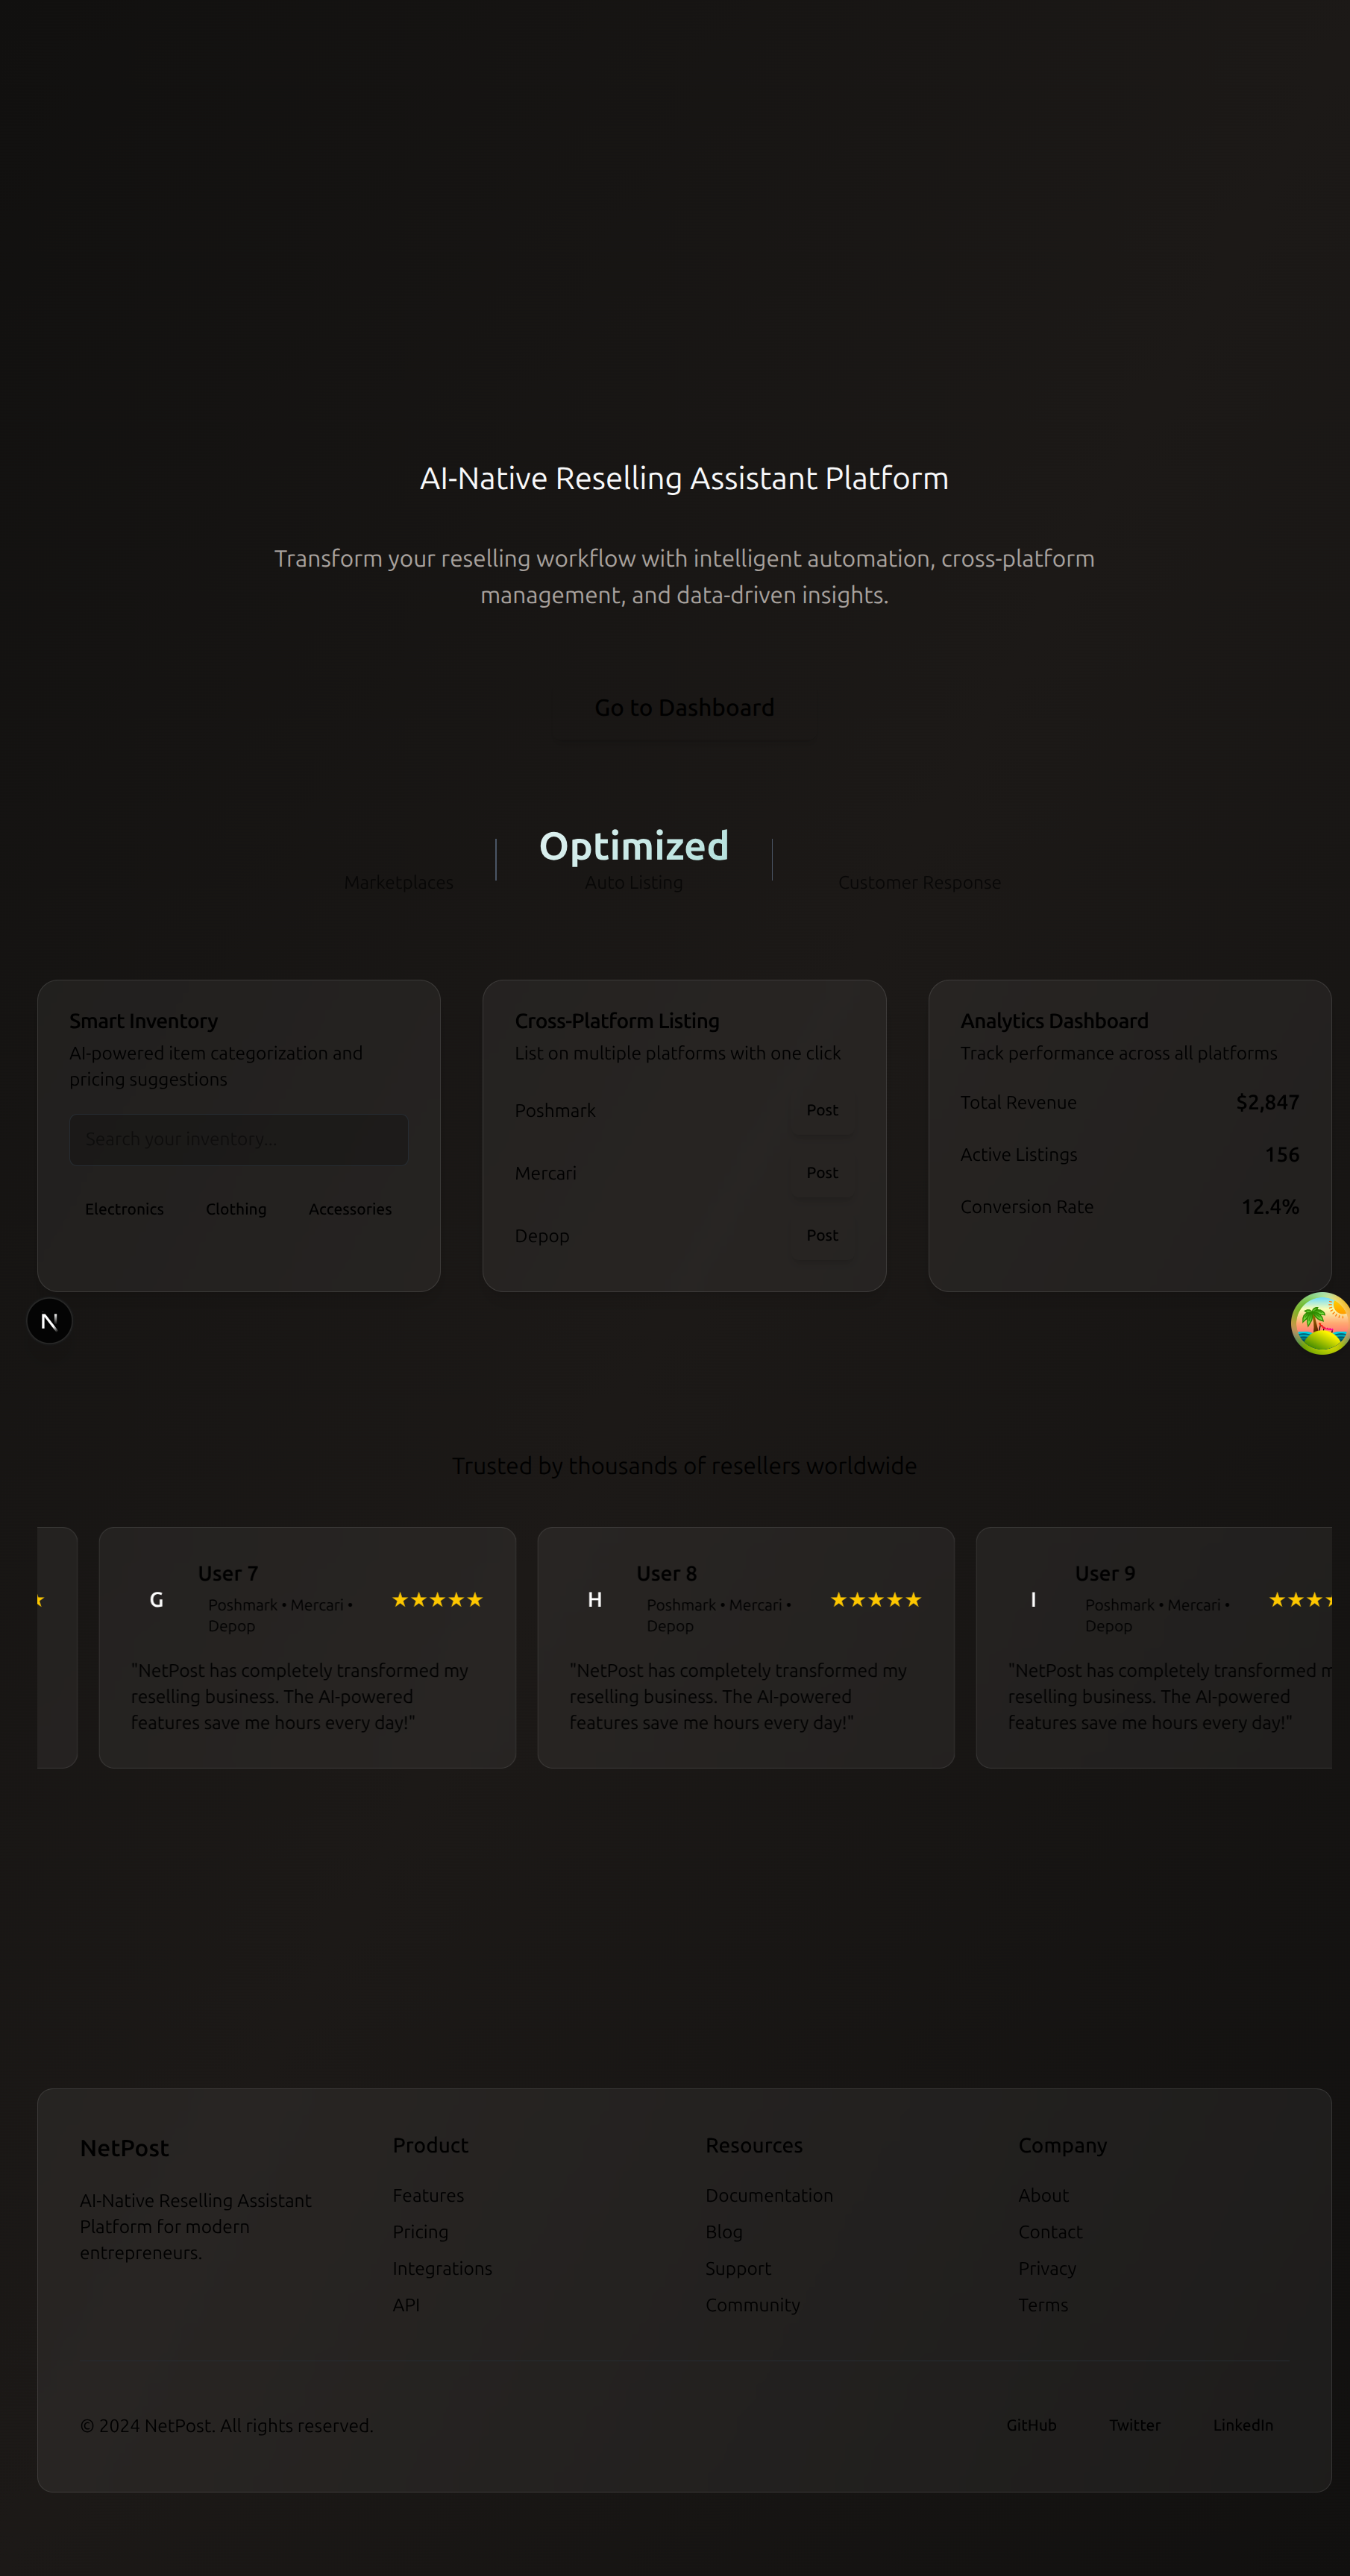 AI-Native Reselling Assistant Platform
Transform your reselling workflow with intelligent automation, cross-platform
management, and data-driven insights.
Go to Dashboard
Optimized
Marketplaces
Auto Listing
Customer Response
Smart Inventory
AI-powered item categorization and
pricing suggestions
Search your inventory...
Electronics
Clothing
Accessories
Cross-Platform Listing
List on multiple platforms with one click
Poshmark
Post
Mercari
Post
Depop
Post
Analytics Dashboard
Track performance across all platforms
Total Revenue
$2,847
Active Listings
156
Conversion Rate
12.4%
N
Trusted by thousands of resellers worldwide
G
User 7
Poshmark • Mercari •
Depop
★★★★★
"NetPost has completely transformed my
reselling business. The AI-powered
features save me hours every day!"
H
User 8
Poshmark • Mercari •
Depop
★★★★★
"NetPost has completely transformed my
reselling business. The AI-powered
features save me hours every day!"
I
User 9
Poshmark • Mercari •
Depop
★★★★
"NetPost has completely transformed m
reselling business. The AI-powered
features save me hours every day!"
NetPost
AI-Native Reselling Assistant
Platform for modern
entrepreneurs.
Product
Features
Pricing
Integrations
API
Resources
Documentation
Blog
Support
Community
Company
About
Contact
Privacy
Terms
© 2024 NetPost. All rights reserved.
GitHub
Twitter
LinkedIn